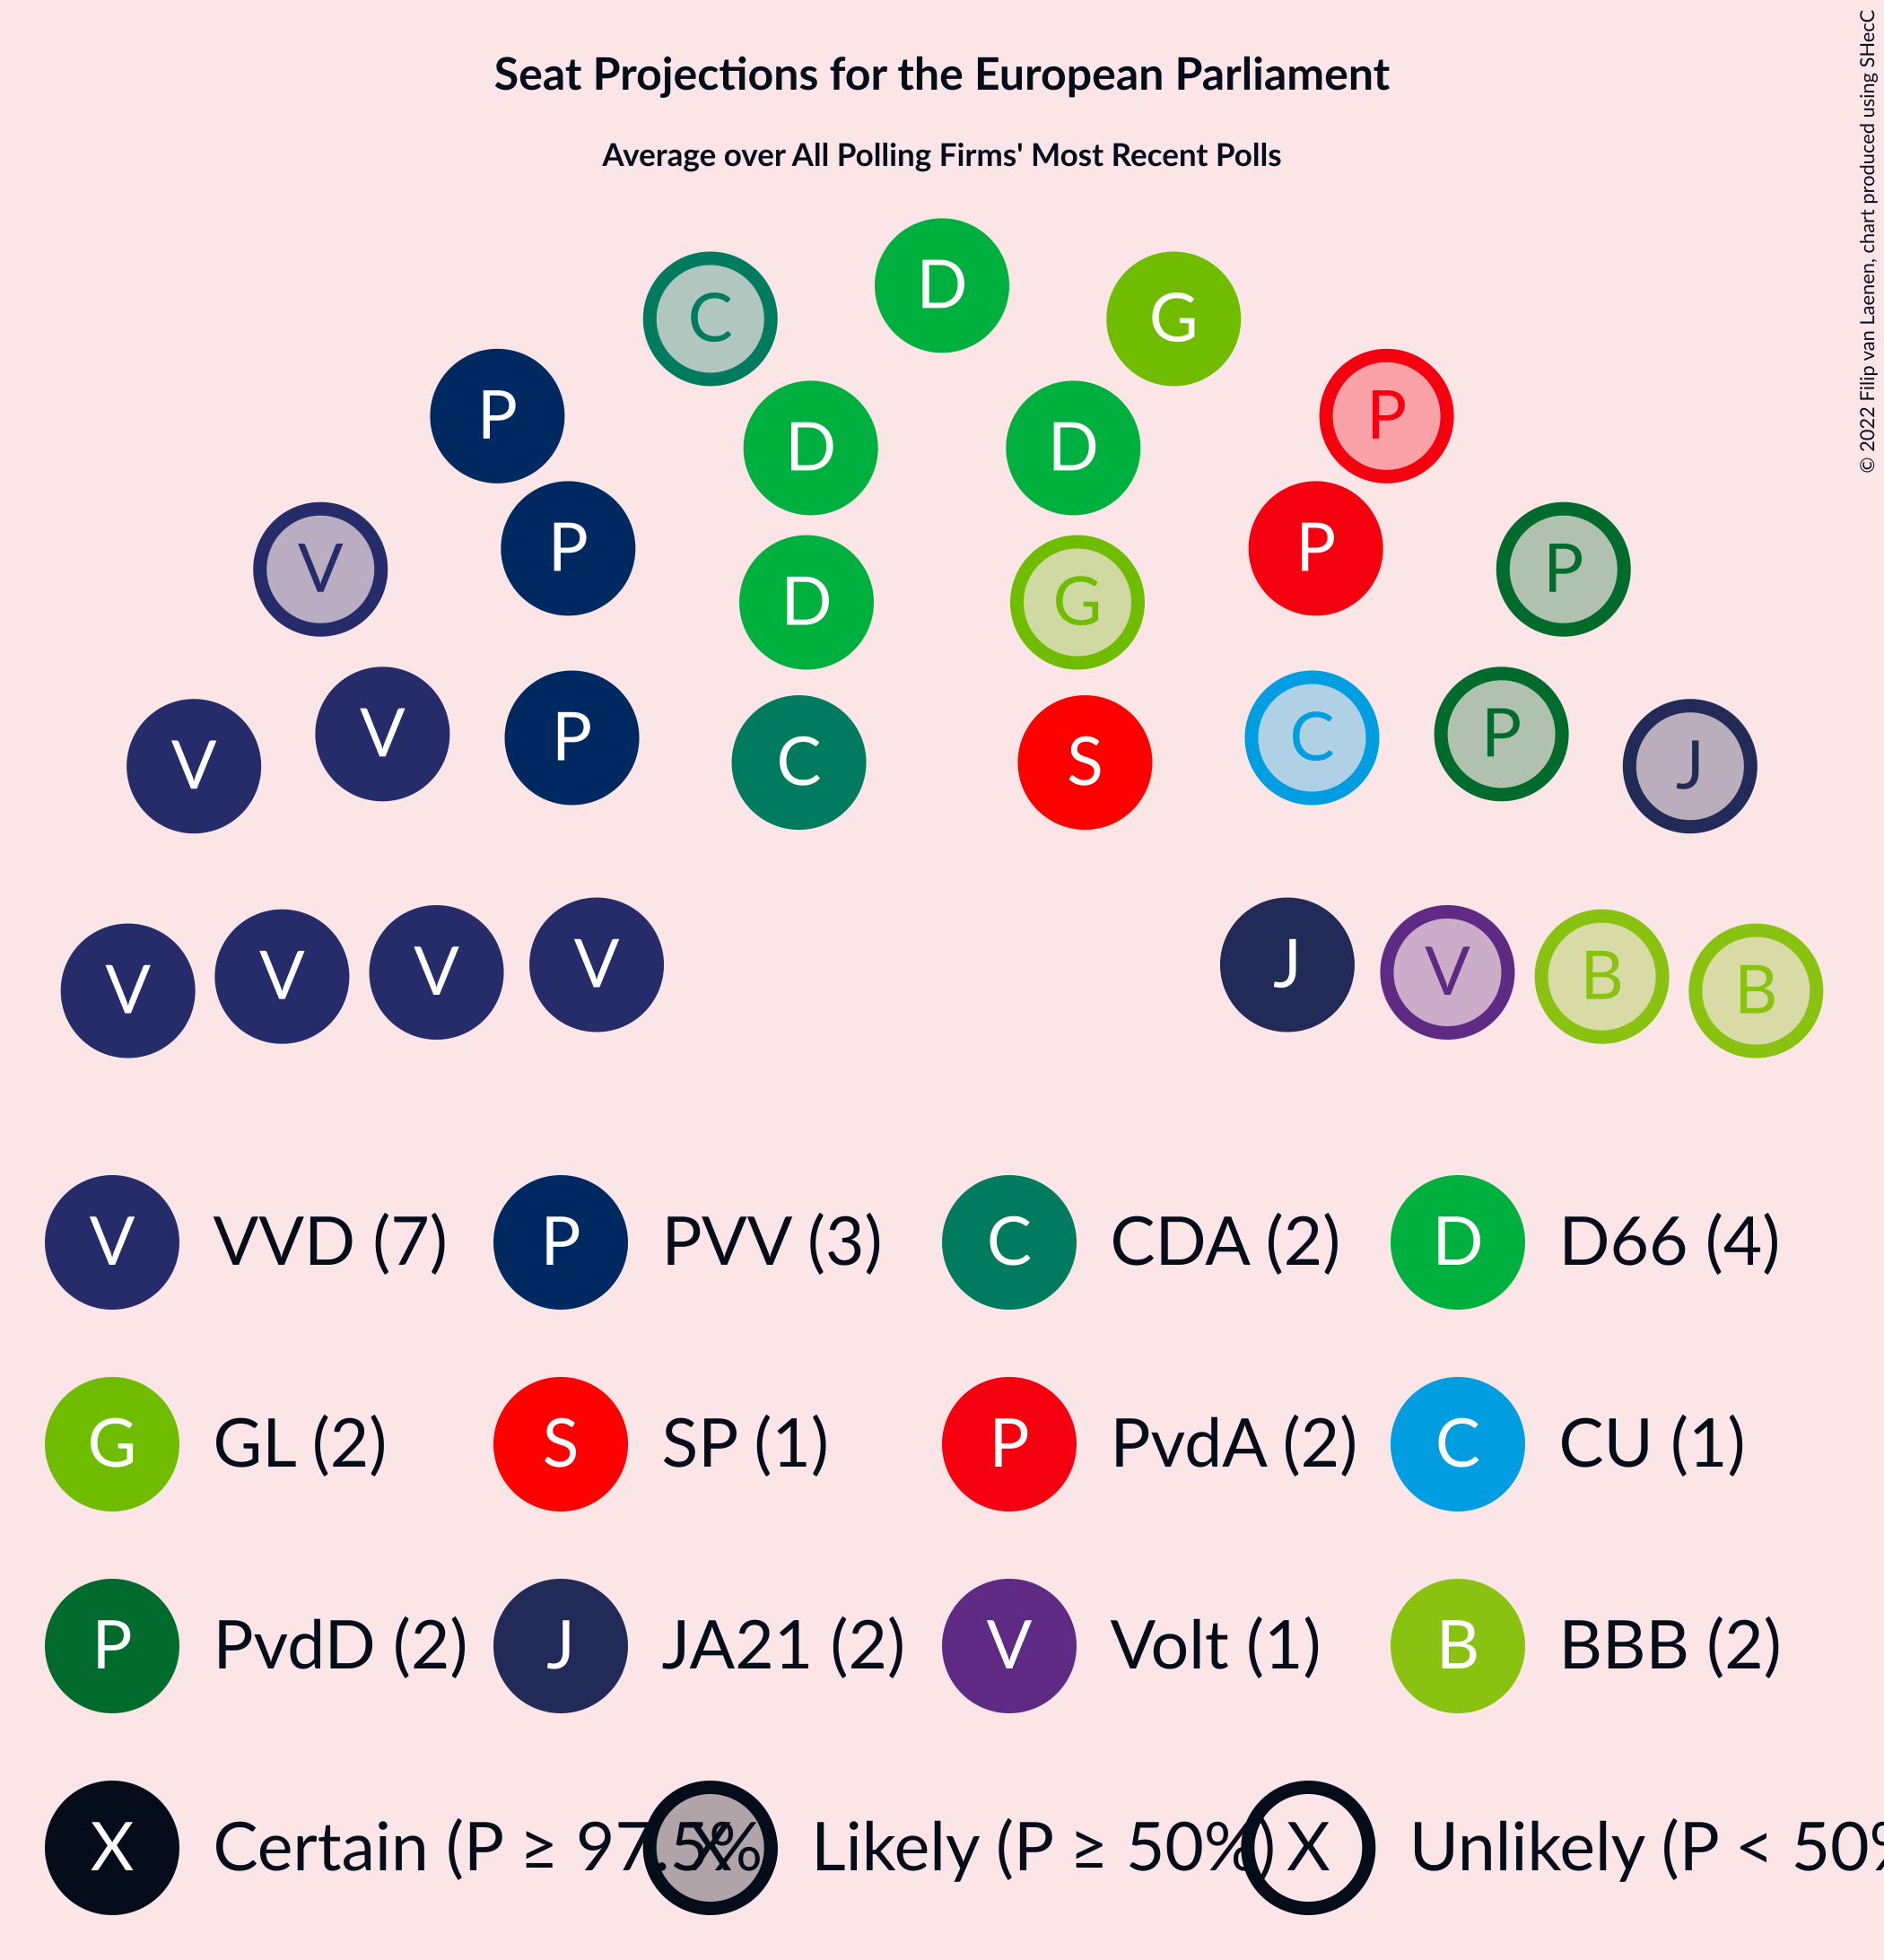 Seat Projections for the European Parliament
Average over All Polling Firms' Most Recent Polls
© 2022 Filip van Laenen, chart produced using SHecC
D
C G
P P
D D
P P
V P
D G
V V P C S C P J
V V V V J V B B
V VVD (7) P PVV (3) C CDA (2) D D66 (4)
G GL (2) S SP (1) P PvdA (2) C CU (1)
P PvdD (2) J JA21 (2) V Volt (1) B BBB (2)
X Certain (P ≥ 97.5% X Likely (P ≥ 50%) X Unlikely (P < 50%